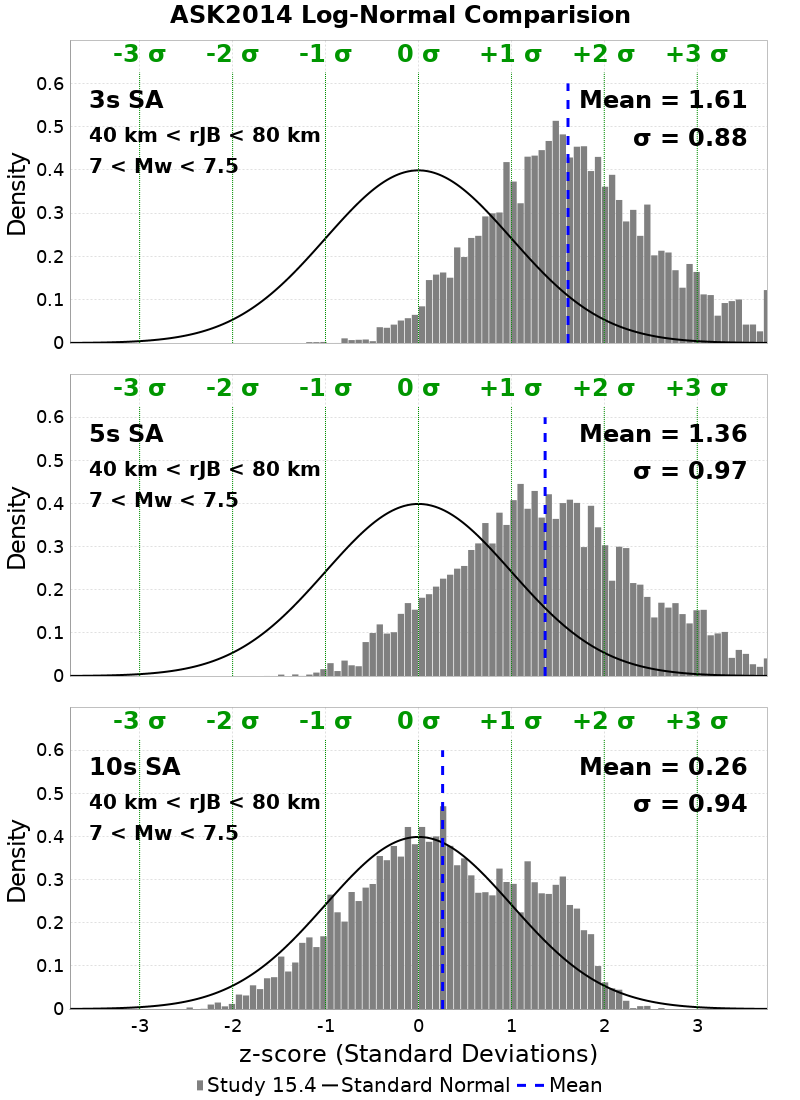 ASK2014 Log-Normal Comparision
-3 σ -2 σ -1 σ 0 σ +1 σ +2 σ +3 σ
3s SA
Mean = 1.61
40 km < rJB < 80 km
σ = 0.88
7 < Mw < 7.5
Density
0.6
0.5
0.4
0.3
0.2
0.1
0
-3 σ -2 σ -1 σ 0 σ +1 σ +2 σ +3 σ
5s SA
Mean = 1.36
40 km < rJB < 80 km
σ = 0.97
7 < Mw < 7.5
Density
0.6
0.5
0.4
0.3
0.2
0.1
0
-3 σ -2 σ -1 σ 0 σ +1 σ +2 σ +3 σ
10s SA
Mean = 0.26
40 km < rJB < 80 km
σ = 0.94
7 < Mw < 7.5
Density
0.6
0.5
0.4
0.3
0.2
0.1
0
-3 -2 -1 0 1 2 3
z-score (Standard Deviations)
Study 15.4 Standard Normal Mean